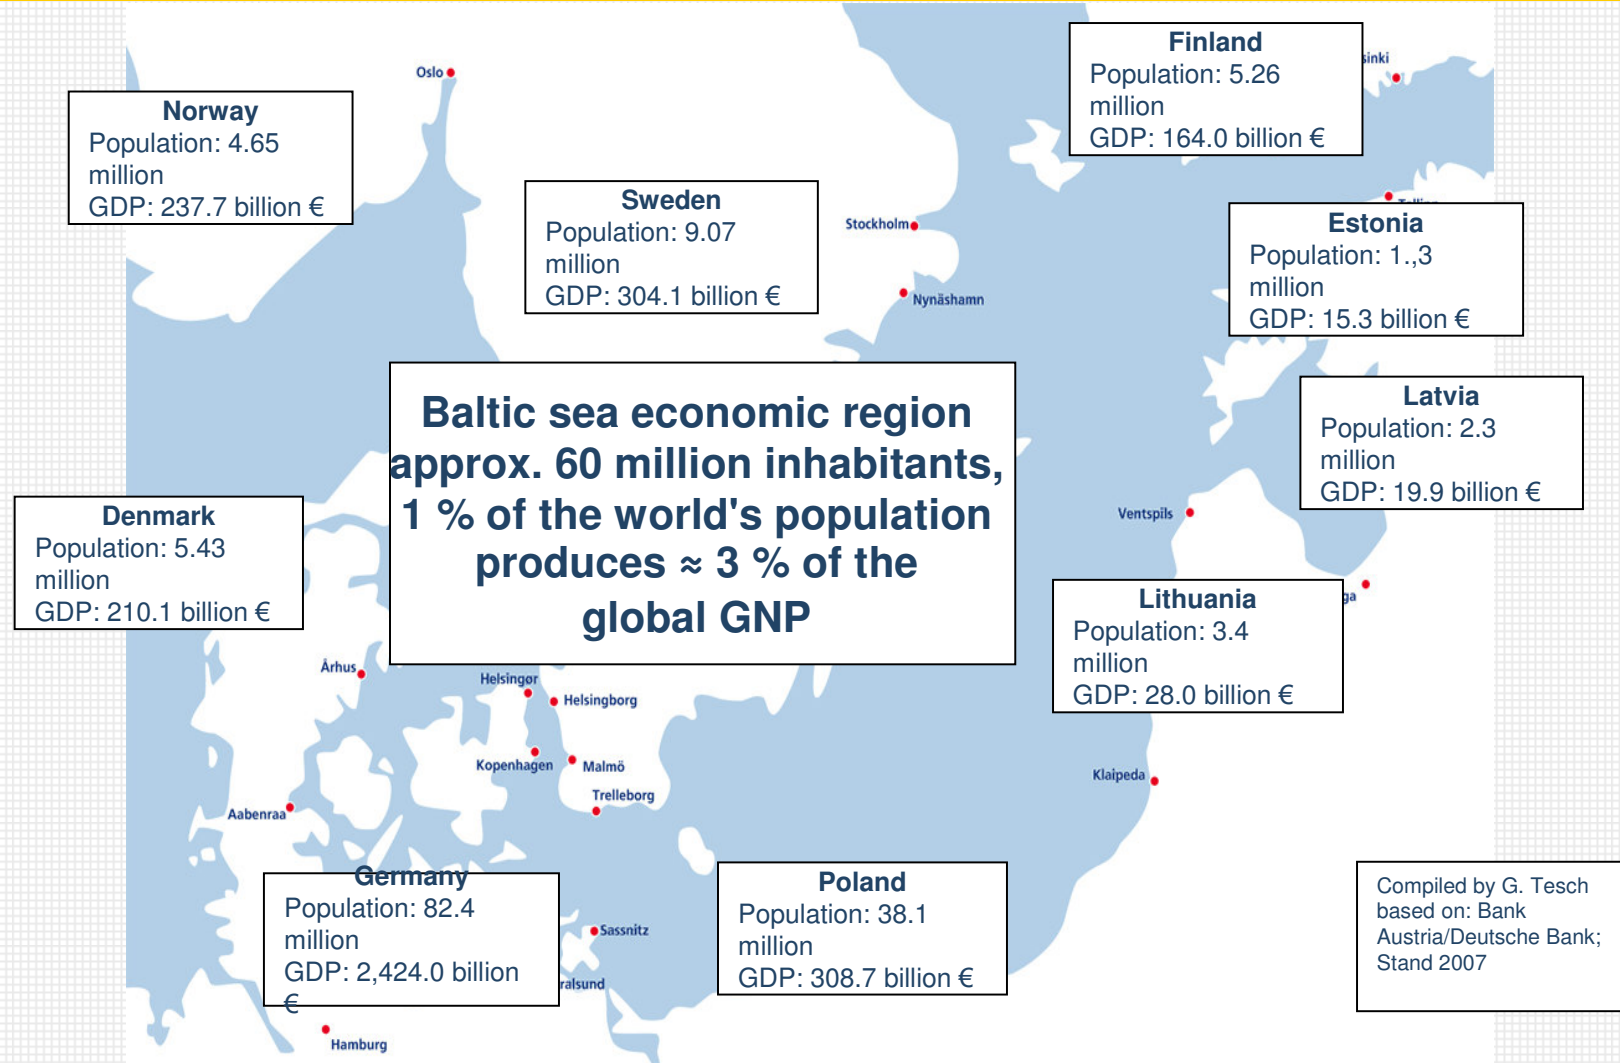 Finland
Population: 5.26
million
GDP: 164.0 billion €
sinki
Oslo
Norway
Population: 4.65
million
GDP: 237.7 billion €
Sweden
Population: 9.07
million
GDP: 304.1 billion €
Stockholm
Nynäshamn
Estonia
Population: 1.,3
million
GDP: 15.3 billion €
Baltic sea economic region
approx. 60 million inhabitants,
1 % of the world's population
produces ≈ 3 % of the
global GNP
Latvia
Population: 2.3
million
GDP: 19.9 billion €
Denmark
Population: 5.43
million
GDP: 210.1 billion €
Ventspils
Lithuania
Population: 3.4
million
GDP: 28.0 billion €
ga
Århus
Helsingør
Helsingborg
Kopenhagen
Malmö
Trelleborg
Klaipeda
Aabenraa
Germany
Population: 82.4
million
GDP: 2,424.0 billion
€
Sassnitz
ralsund
Poland
Population: 38.1
million
GDP: 308.7 billion €
Compiled by G. Tesch
based on: Bank
Austria/Deutsche Bank;
Stand 2007
Hamburg